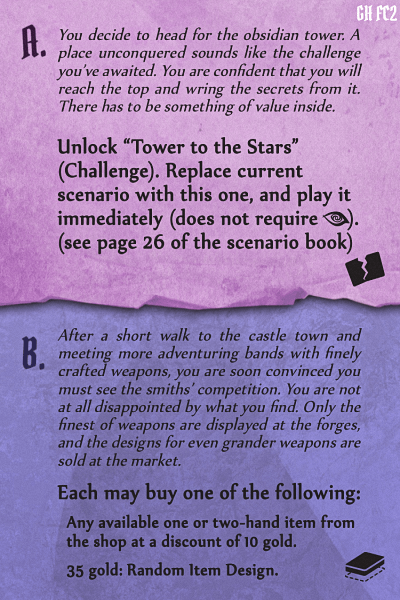 GH FC2
A. You decide to head for the obsidian tower. A
place unconquered sounds like the challenge
you've awaited. You are confident that you will
reach the top and wring the secrets from it.
There has to be something of value inside.
Unlock “Tower to the Stars”
(Challenge). Replace current
scenario with this one, and play it
immediately (does not require ).
(see page 26 of the scenario book)
B. After a short walk to the castle town and
meeting more adventuring bands with finely
crafted weapons, you are soon convinced you
must see the smiths' competition. You are not
at all disappointed by what you find. Only the
finest of weapons are displayed at the forges,
and the designs for even grander weapons are
sold at the market.
Each may buy one of the following:
Any available one or two-hand item from
the shop at a discount of 10 gold.
35 gold: Random Item Design.